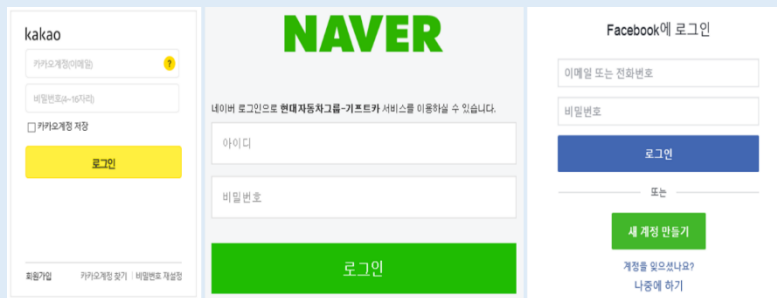 kakao
카카오계정(이메일)
?
비밀번호(4~16자리)
카카오계정 저장
로그인
회원가입
카카오계정 찾기 | 비밀번호 재설정
NAVER
네이버 로그인으로 현대자동차그룹-기프트카 서비스를 이용하실 수 있습니다.
아이디
비밀번호
로그인
Facebook에 로그인
이메일 또는 전화번호
비밀번호
로그인
또는
새 계정 만들기
계정을 잊으셨나요?
나중에 하기